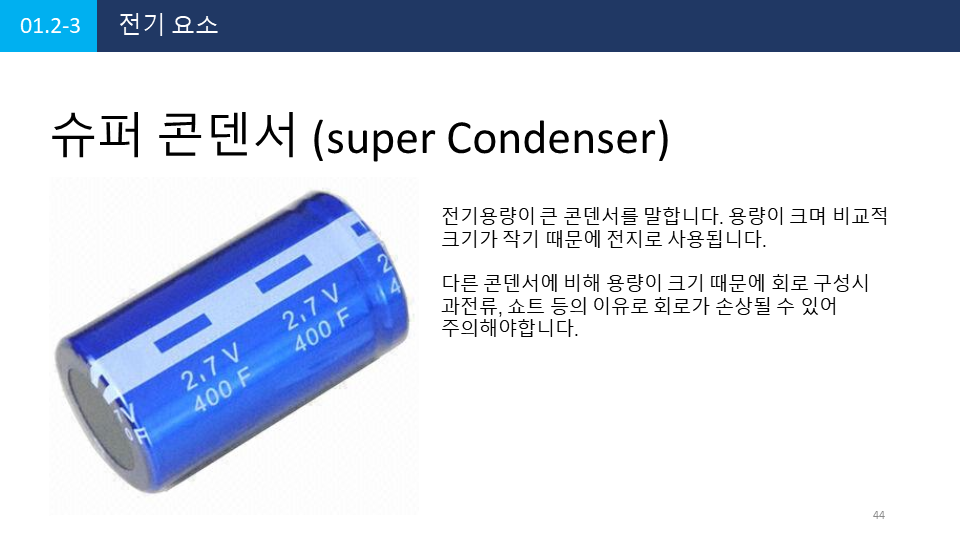 01.2-3
전기 요소
슈퍼 콘덴서 (super Condenser)
전기용량이 큰 콘덴서를 말합니다. 용량이 크며 비교적
크기가 작기 때문에 전지로 사용됩니다.
다른 콘덴서에 비해 용량이 크기 때문에 회로 구성시
과전류, 쇼트 등의 이유로 회로가 손상될 수 있어
주의해야합니다.
2,7 V
400 F
2,7 V
400 F
44